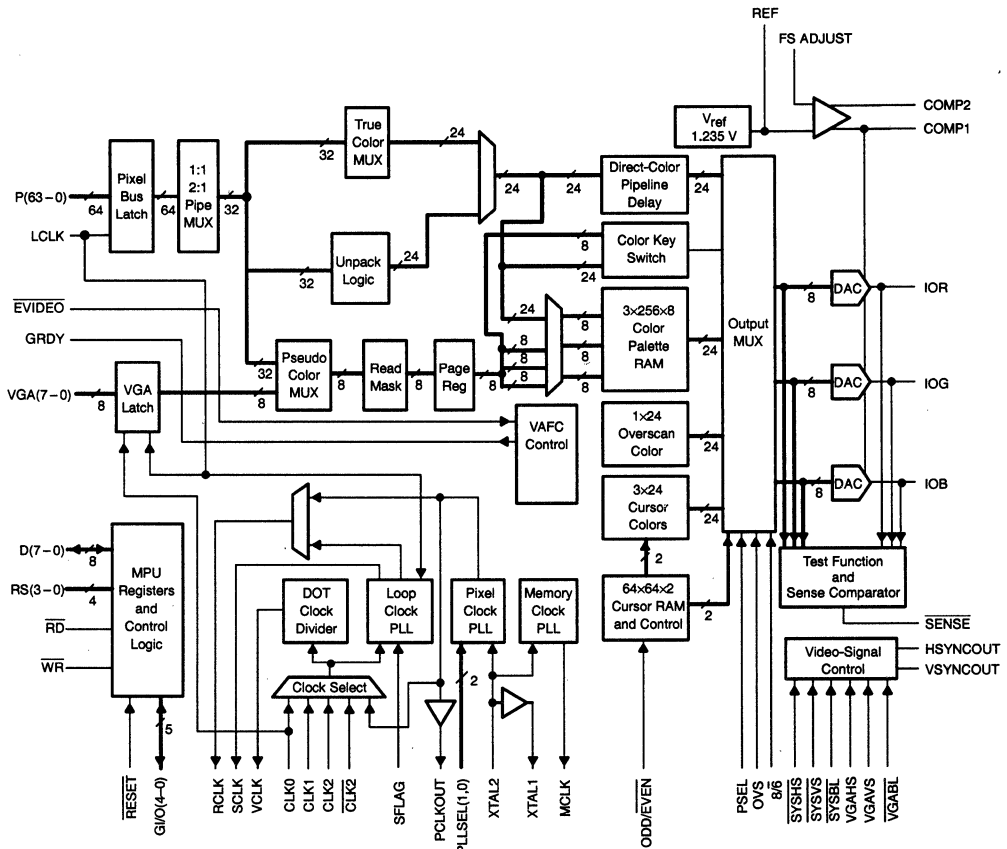 REF
FS ADJUST
COMP2
COMP1
Vref
1.235 V
True
Color
MUX
32
24
1:1
2:1
Pipe
MUX
Pixel
Bus
Latch
P(63–0)
64
64
32
LCLK
24
24
Direct-Color
Pipeline
Delay
24
8
Color Key
Switch
24
Unpack
Logic
32
24
EVIDEO
GRDY
24
8
8
8
8
8
8
3×256×8
Color
Palette
RAM
24
Output
MUX
8
DAC
IOR
VGA(7–0)
8
VGA
Latch
32
8
Pseudo
Color
MUX
8
Read
Mask
8
Page
Reg
8
8
DAC
IOG
VAFC
Control
1×24
Overscan
Color
24
3×24
Cursor
Colors
24
8
DAC
IOB
2
D(7–0)
8
RS(3–0)
4
RD
WR
MPU
Registers
and
Control
Logic
DOT
Clock
Divider
Loop
Clock
PLL
Pixel
Clock
PLL
Memory
Clock
PLL
64×64×2
Cursor RAM
and Control
2
Test Function
and
Sense Comparator
SENSE
Clock Select
2
Video-Signal
Control
HSYNCOUT
VSYNCOUT
5
RESET
GI/O(4–0)
RCLK
SCLK
VCLK
CLK0
CLK1
CLK2
CLK2
SFLAG
PCLKOUT
PLLSEL(1,0)
XTAL2
XTAL1
MCLK
ODD/EVEN
PSEL
OVS
8/6
SYSHS
SYSVS
SYSBL
VGAHS
VGAVS
VGABL